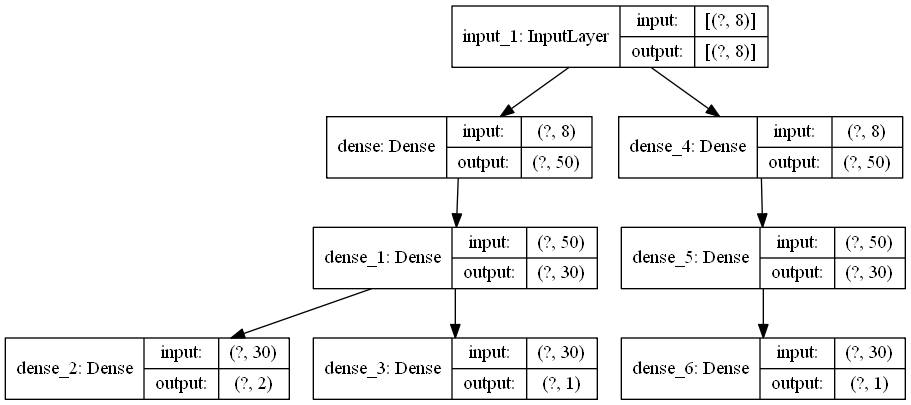 input_1: InputLayer
input: [(?, 8)]
output: [(?, 8)]
dense: Dense
input: (?, 8)
output: (?, 50)
dense_4: Dense
input: (?, 8)
output: (?, 50)
dense_1: Dense
input: (?, 50)
output: (?, 30)
dense_5: Dense
input: (?, 50)
output: (?, 30)
dense_2: Dense
input: (?, 30)
output: (?, 2)
dense_3: Dense
input: (?, 30)
output: (?, 1)
dense_6: Dense
input: (?, 30)
output: (?, 1)